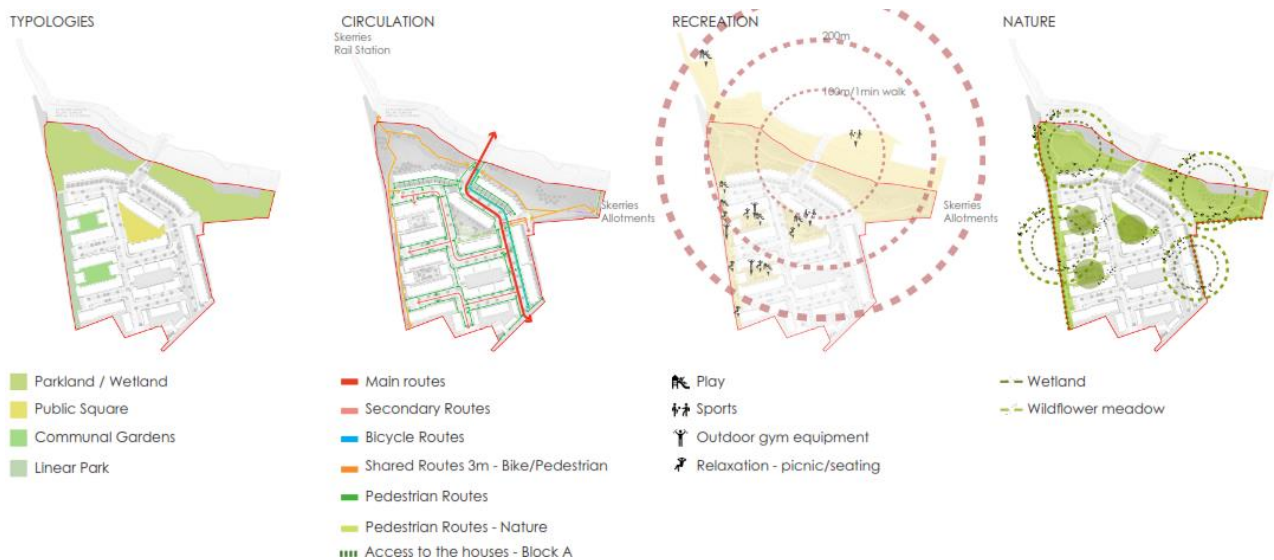 TYPOLOGIES
Parkland / Wetland
Public Square
Communal Gardens
Linear Park
CIRCULATION
Skerries
Rail Station
Skerries
Allotments
Main routes
Secondary Routes
Bicycle Routes
Shared Routes 3m - Bike/Pedestrian
Pedestrian Routes
Pedestrian Routes - Nature
Access to the houses - Block A
RECREATION
200m
100m/1min walk
Skerries
Allotments
Play
Sports
Outdoor gym equipment
Relaxation - picnic/seating
NATURE
Wetland
Wildflower meadow